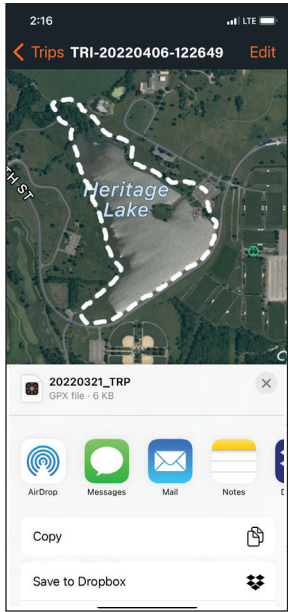 2:16
LTE
Trips
TRI-20220406-122649
Edit
TH ST
Heritage
Lake
20220321_TRP
GPX file · 6 KB
AirDrop
Messages
Mail
Notes
Copy
Save to Dropbox